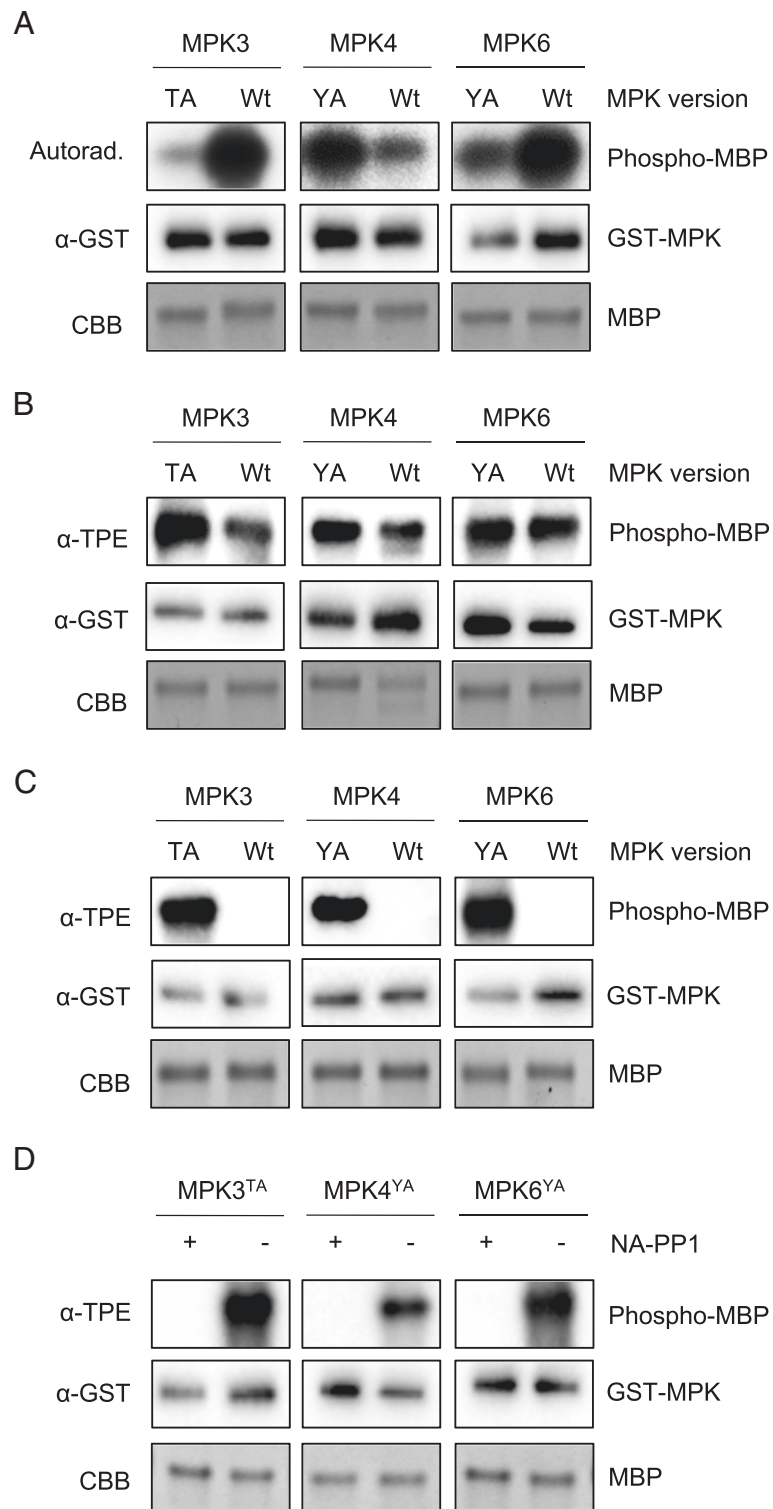 A
MPK3 MPK4 MPK6
TA Wt YA Wt YA Wt MPK version
Autorad. Phospho-MBP
α-GST GST-MPK
CBB MBP
B
MPK3 MPK4 MPK6
TA Wt YA Wt YA Wt MPK version
α-TPE Phospho-MBP
α-GST GST-MPK
CBB MBP
C
MPK3 MPK4 MPK6
TA Wt YA Wt YA Wt MPK version
α-TPE Phospho-MBP
α-GST GST-MPK
CBB MBP
D
MPK3ᵀᴬ MPK4ʸᴬ MPK6ʸᴬ
+ - + - + - NA-PP1
α-TPE Phospho-MBP
α-GST GST-MPK
CBB MBP